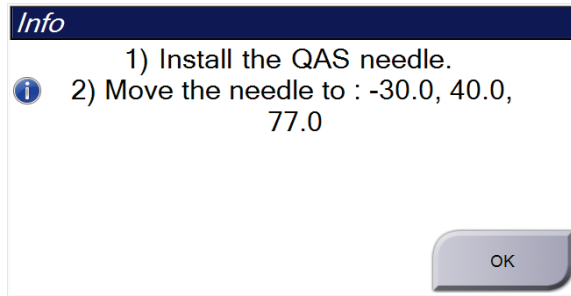 Info
1) Install the QAS needle.
2) Move the needle to : -30.0, 40.0,
77.0
OK